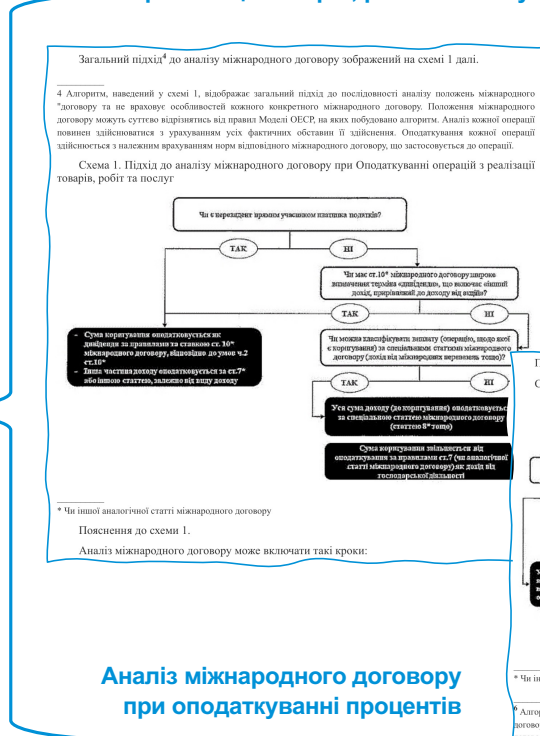 Загальний підхід4 до аналізу міжнародного договору зображений на схемі 1 далі.
4 Алгоритм, наведений у схемі 1, відображає загальний підхід до послідовності аналізу положень міжнародного
"договору та не враховує особливостей кожного конкретного міжнародного договору. Положення міжнародного
договору можуть суттєво відрізнятись від правил Моделі ОЕСР, на яких побудовано алгоритм. Аналіз кожної операції
повинен здійснюватися з урахуванням усіх фактичних обставин її здійснення. Оподаткування кожної операції
здійснюється з належним врахуванням норм відповідного міжнародного договору, що застосовується до операції.
Схема 1. Підхід до аналізу міжнародного договору при Оподаткуванні операцій з реалізації
товарів, робіт та послуг
Чи є нерезидент прямим учасником платника податків?
ТАК
НІ
Чи має ст.10* міжнародного договору широке
визначення терміна «дивіденди», що включає «інший
дохід, прирівняний до доходу від акцій»?
ТАК
НІ
- Сума коригування оподатковується як
дивіденди за правилами та ставкою ст. 10*
міжнародного договору, відповідно до умов ч.2
ст.10*
- Інша частина доходу оподатковується за ст.7*
або іншою статтею, залежно від виду доходу
Чи можна класифікувати виплату (операцію, щодо якої
є коригування) за спеціальними статтями міжнародного
договору (дохід від міжнародних перевезень тощо)?
ТАК
НІ
Уся сума доходу (до коригування) оподатковується
за спеціальною статтею міжнародного договору
(статтею 8* тощо)
Сума коригування звільняється від
оподаткування за правилами ст.7 (чи аналогічної
статті міжнародного договору) як дохід від
господарської діяльності
* Чи іншої аналогічної статті міжнародного договору
Пояснення до схеми 1.
Аналіз міжнародного договору може включати такі кроки:
* Чи ін
6 Алгор
договор
Аналіз міжнародного договору
при оподаткуванні процентів